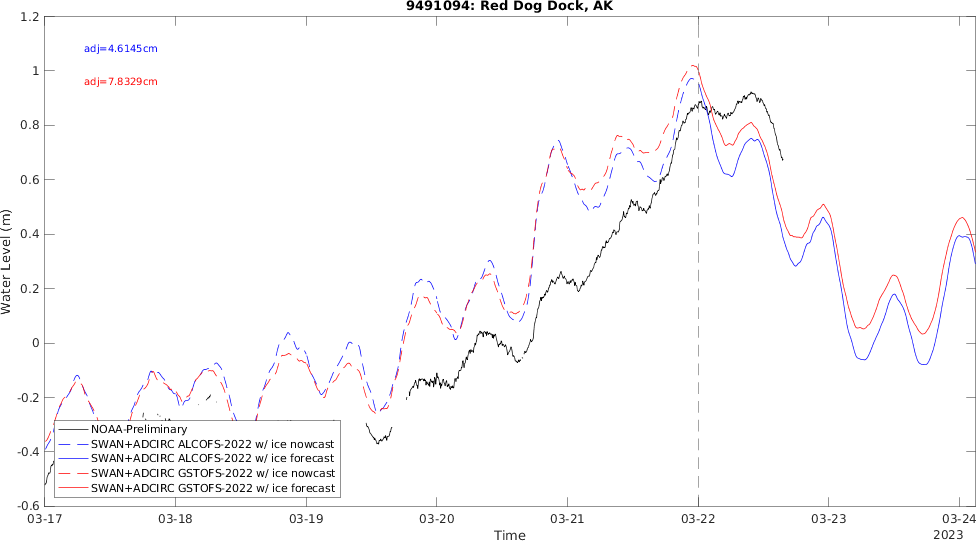 9491094: Red Dog Dock, AK
1.2
adj=4.6145cm
1
adj=7.8329cm
0.8
0.6
0.4
Water Level (m)
0.2
0
-0.2
NOAA-Preliminary
SWAN+ADCIRC ALCOFS-2022 w/ ice nowcast
-0.4
SWAN+ADCIRC ALCOFS-2022 w/ ice forecast
SWAN+ADCIRC GSTOFS-2022 w/ ice nowcast
SWAN+ADCIRC GSTOFS-2022 w/ ice forecast
-0.6
03-17 03-18 03-19 03-20 03-21 03-22 03-23 03-24
Time
2023